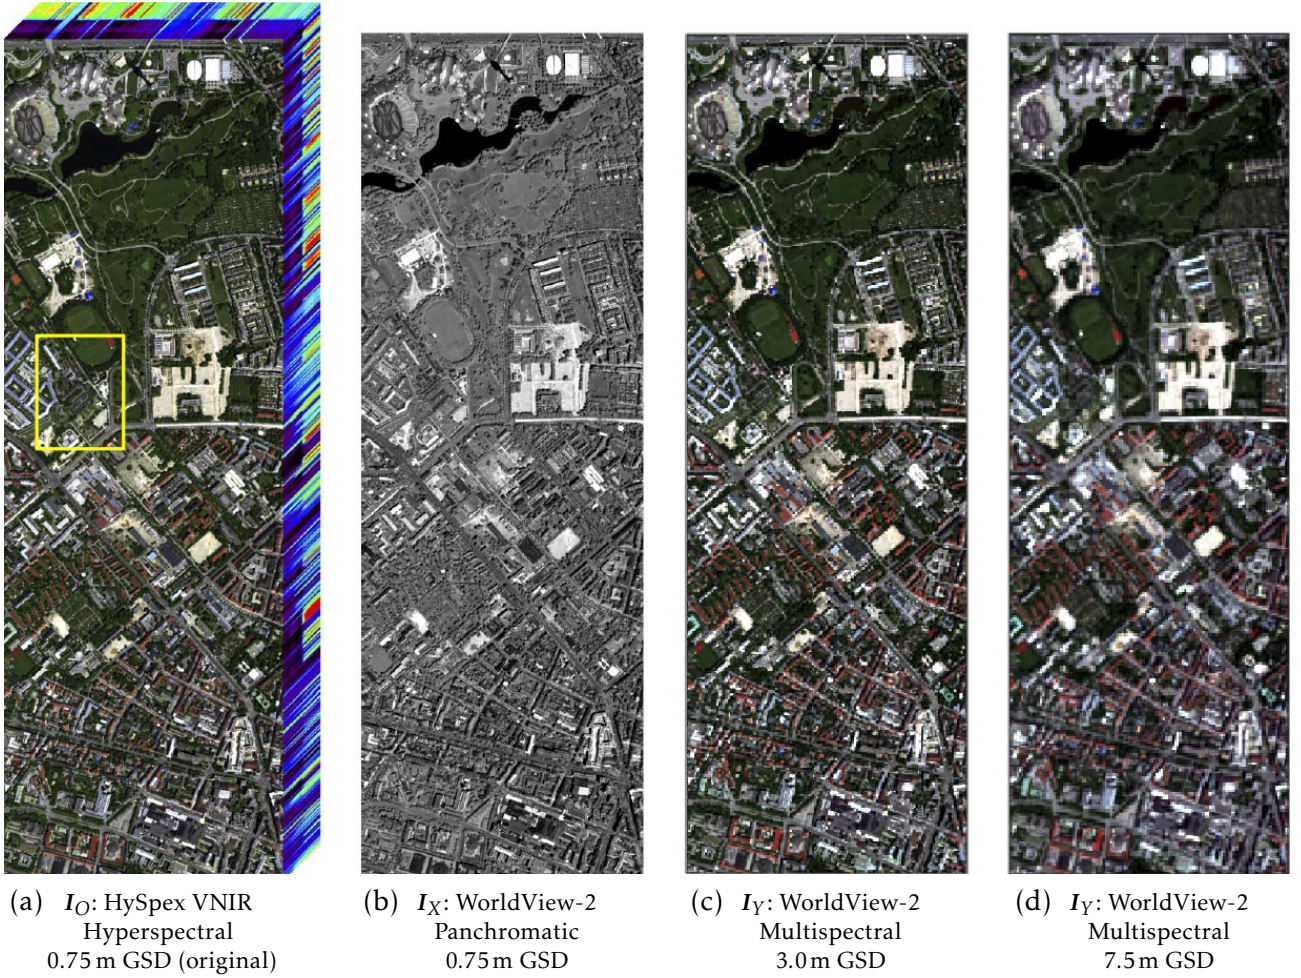 (a) I_O: HySpex VNIR
Hyperspectral
0.75 m GSD (original)
(b) I_X: WorldView-2
Panchromatic
0.75 m GSD
(c) I_Y: WorldView-2
Multispectral
3.0 m GSD
(d) I_Y: WorldView-2
Multispectral
7.5 m GSD